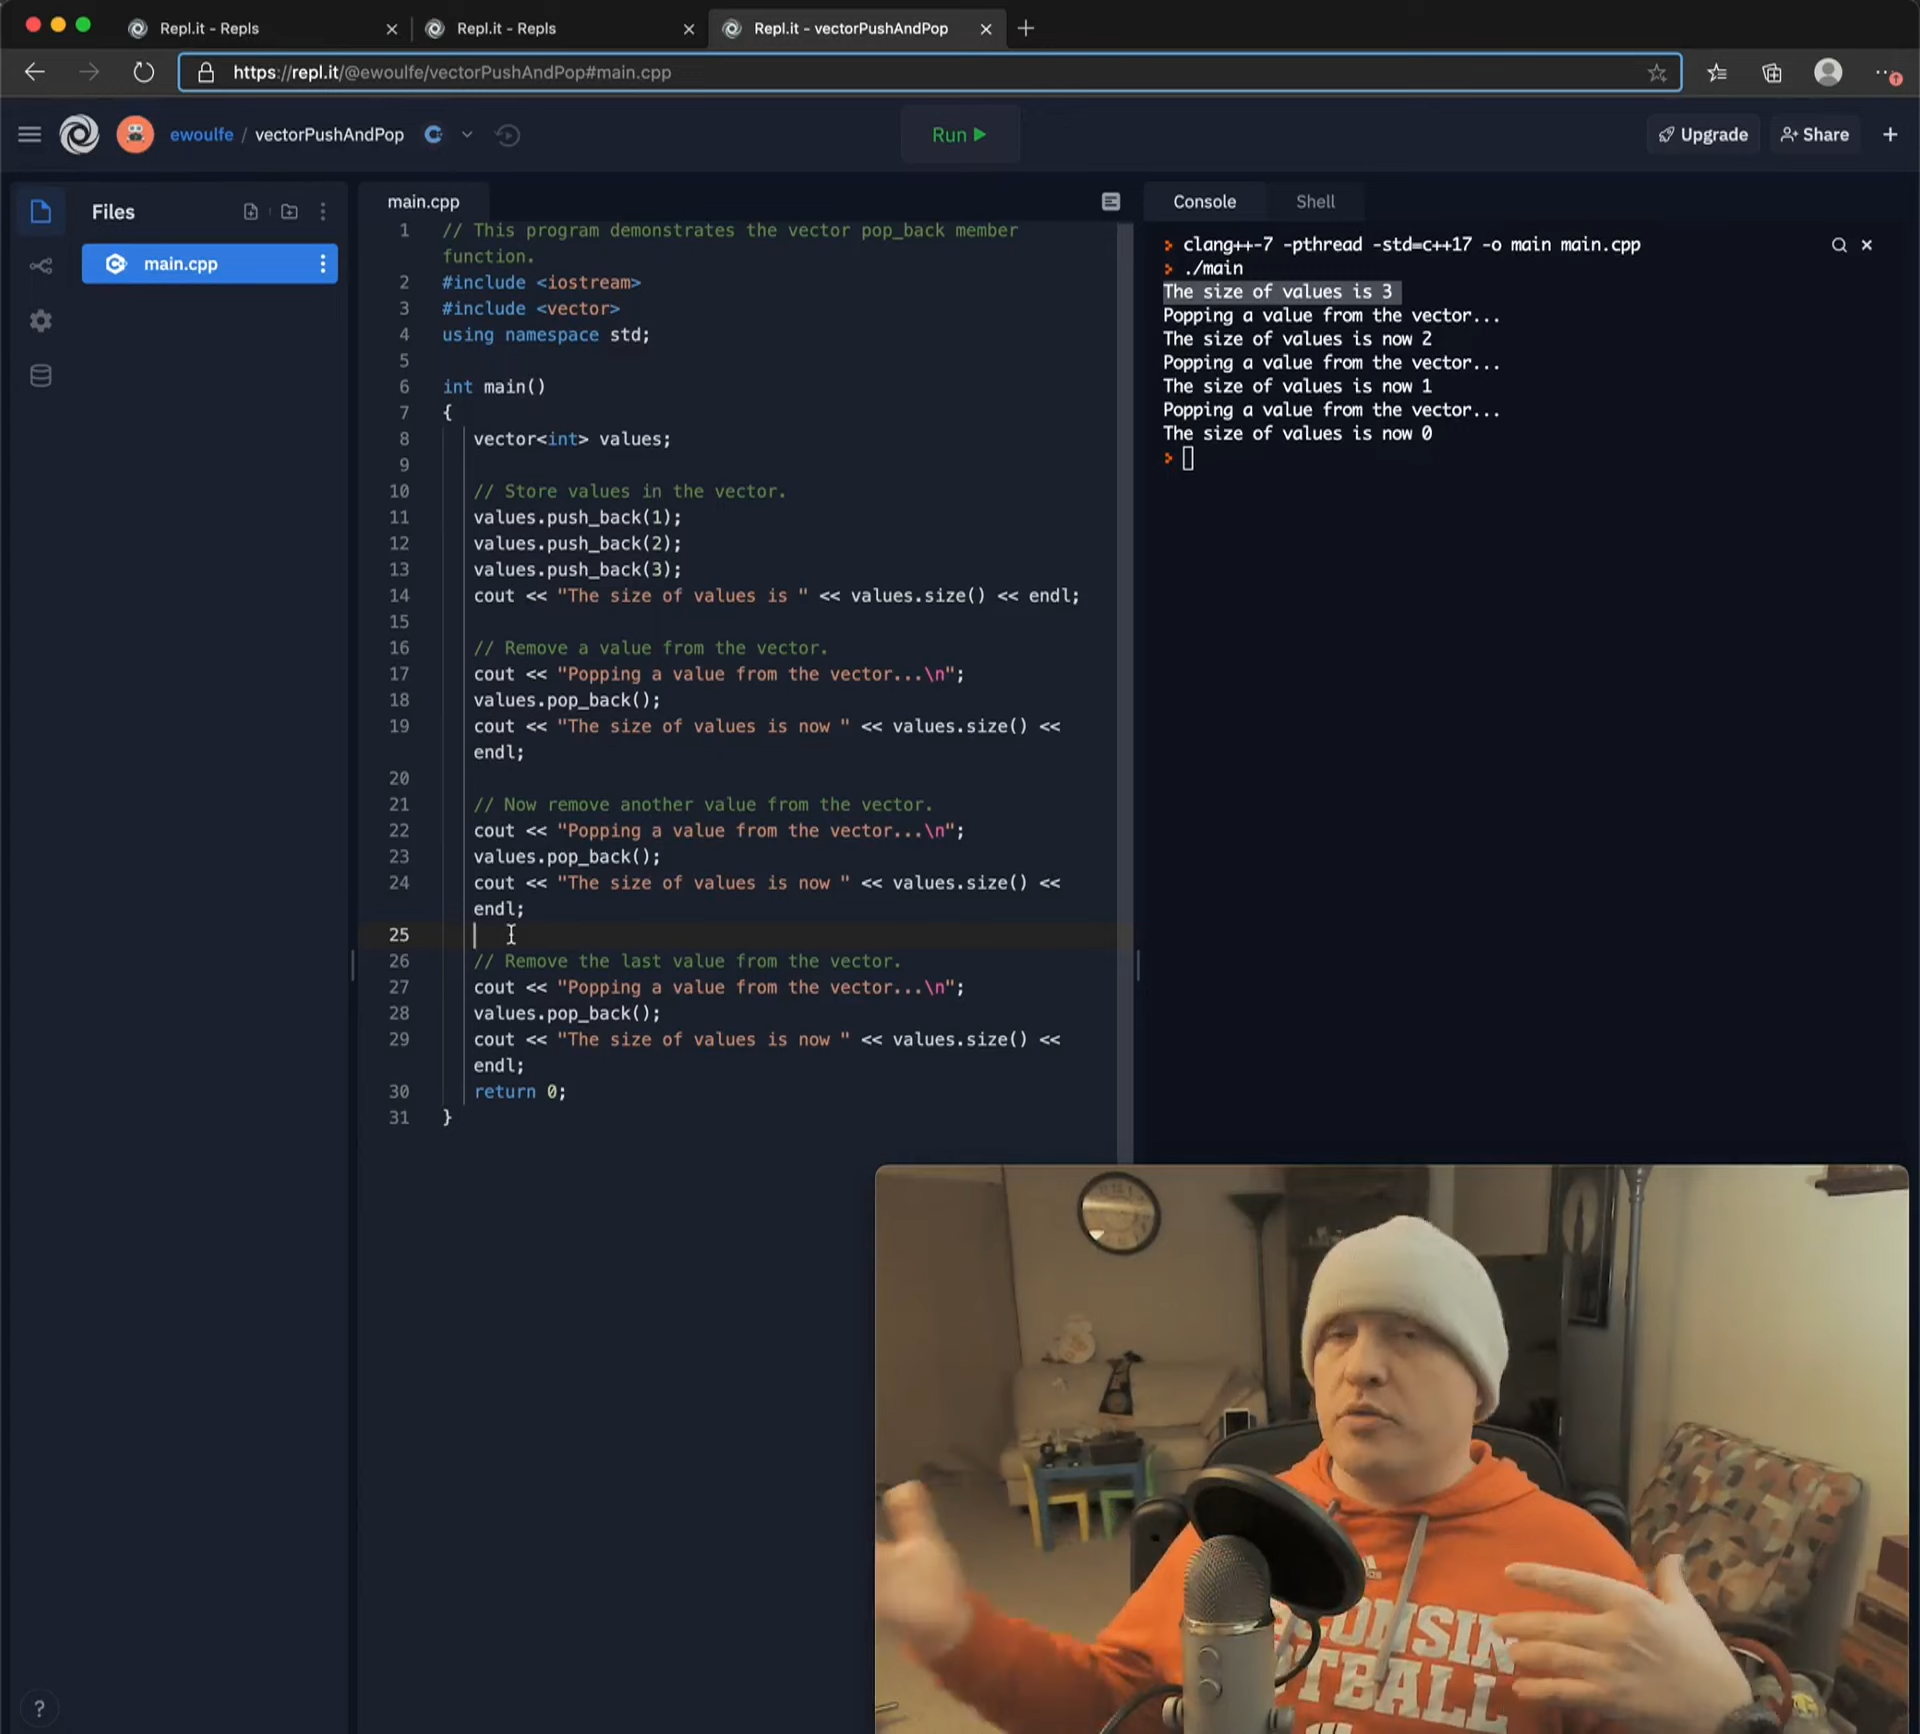 Repl.it - Repls
Repl.it - Repls
Repl.it - vectorPushAndPop
https://repl.it/@ewoulfe/vectorPushAndPop#main.cpp
ewoulfe / vectorPushAndPop
Run
Upgrade
Share
Files
main.cpp
main.cpp
1 // This program demonstrates the vector pop_back member
function.
2 #include <iostream>
3 #include <vector>
4 using namespace std;
5
6 int main()
7 {
8 vector<int> values;
9
10 // Store values in the vector.
11 values.push_back(1);
12 values.push_back(2);
13 values.push_back(3);
14 cout << "The size of values is " << values.size() << endl;
15
16 // Remove a value from the vector.
17 cout << "Popping a value from the vector...\n";
18 values.pop_back();
19 cout << "The size of values is now " << values.size() <<
endl;
20
21 // Now remove another value from the vector.
22 cout << "Popping a value from the vector...\n";
23 values.pop_back();
24 cout << "The size of values is now " << values.size() <<
endl;
25
26 // Remove the last value from the vector.
27 cout << "Popping a value from the vector...\n";
28 values.pop_back();
29 cout << "The size of values is now " << values.size() <<
endl;
30 return 0;
31 }
Console Shell
> clang++-7 -pthread -std=c++17 -o main main.cpp
> ./main
The size of values is 3
Popping a value from the vector...
The size of values is now 2
Popping a value from the vector...
The size of values is now 1
Popping a value from the vector...
The size of values is now 0
>
?